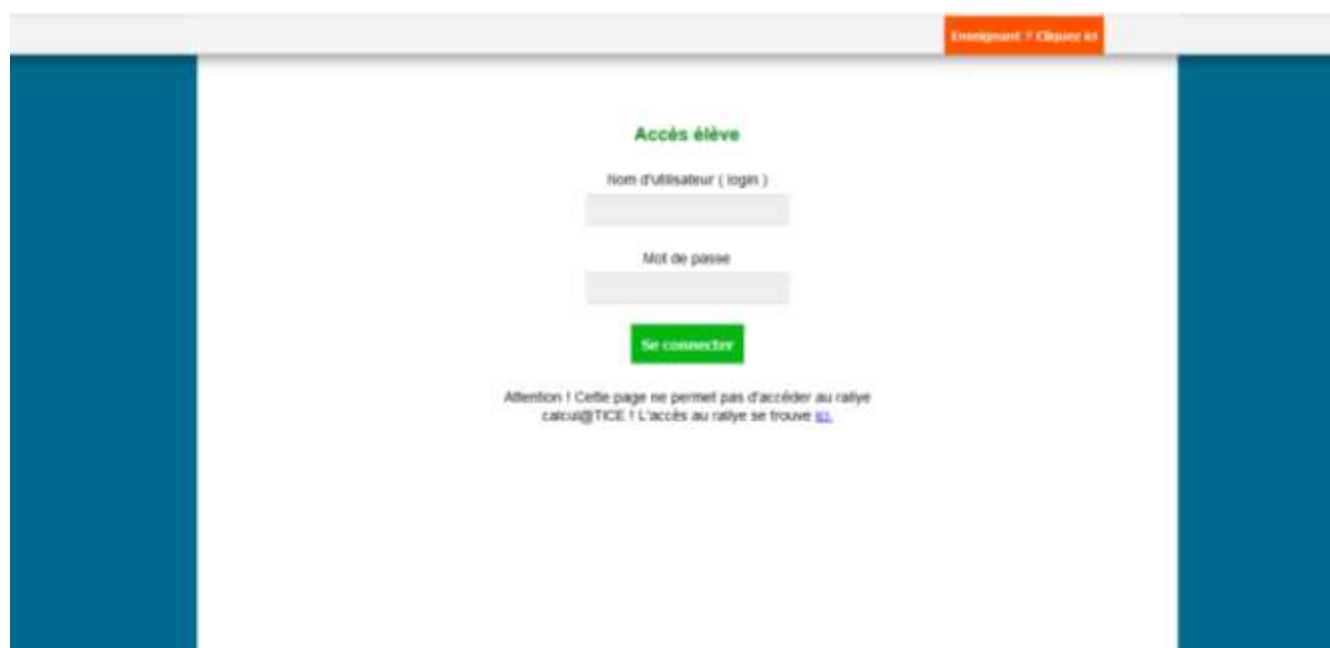 Enseignant ? Cliquez ici
Accès élève
Nom d'utilisateur ( login )
Mot de passe
Se connecter
Attention ! Cette page ne permet pas d'accéder au rallye
calcul@TICE ! L'accès au rallye se trouve ici.